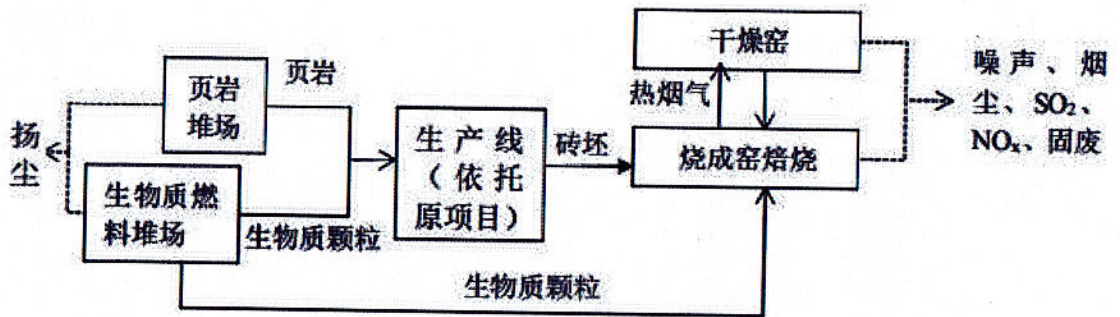 干燥窑
噪声、烟
尘、SO₂、
NOₓ、固废
页岩
页岩
堆场
热烟气
扬
尘
生产线
（依托
原项目）
砖坯
烧成窑焙烧
生物质燃
料堆场
生物质颗粒
生物质颗粒